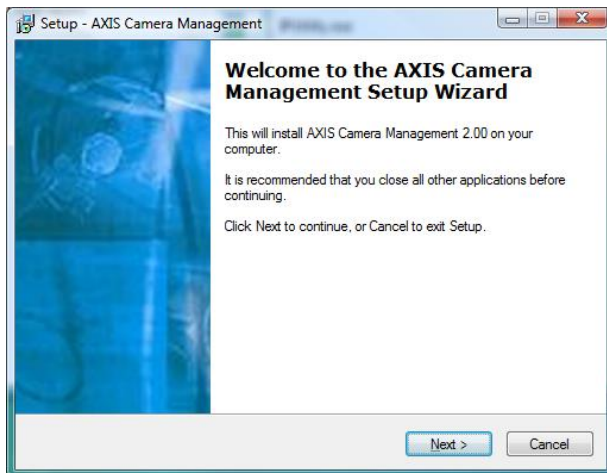 Setup - AXIS Camera Management
Welcome to the AXIS Camera
Management Setup Wizard
This will install AXIS Camera Management 2.00 on your
computer.
It is recommended that you close all other applications before
continuing.
Click Next to continue, or Cancel to exit Setup.
Next >
Cancel